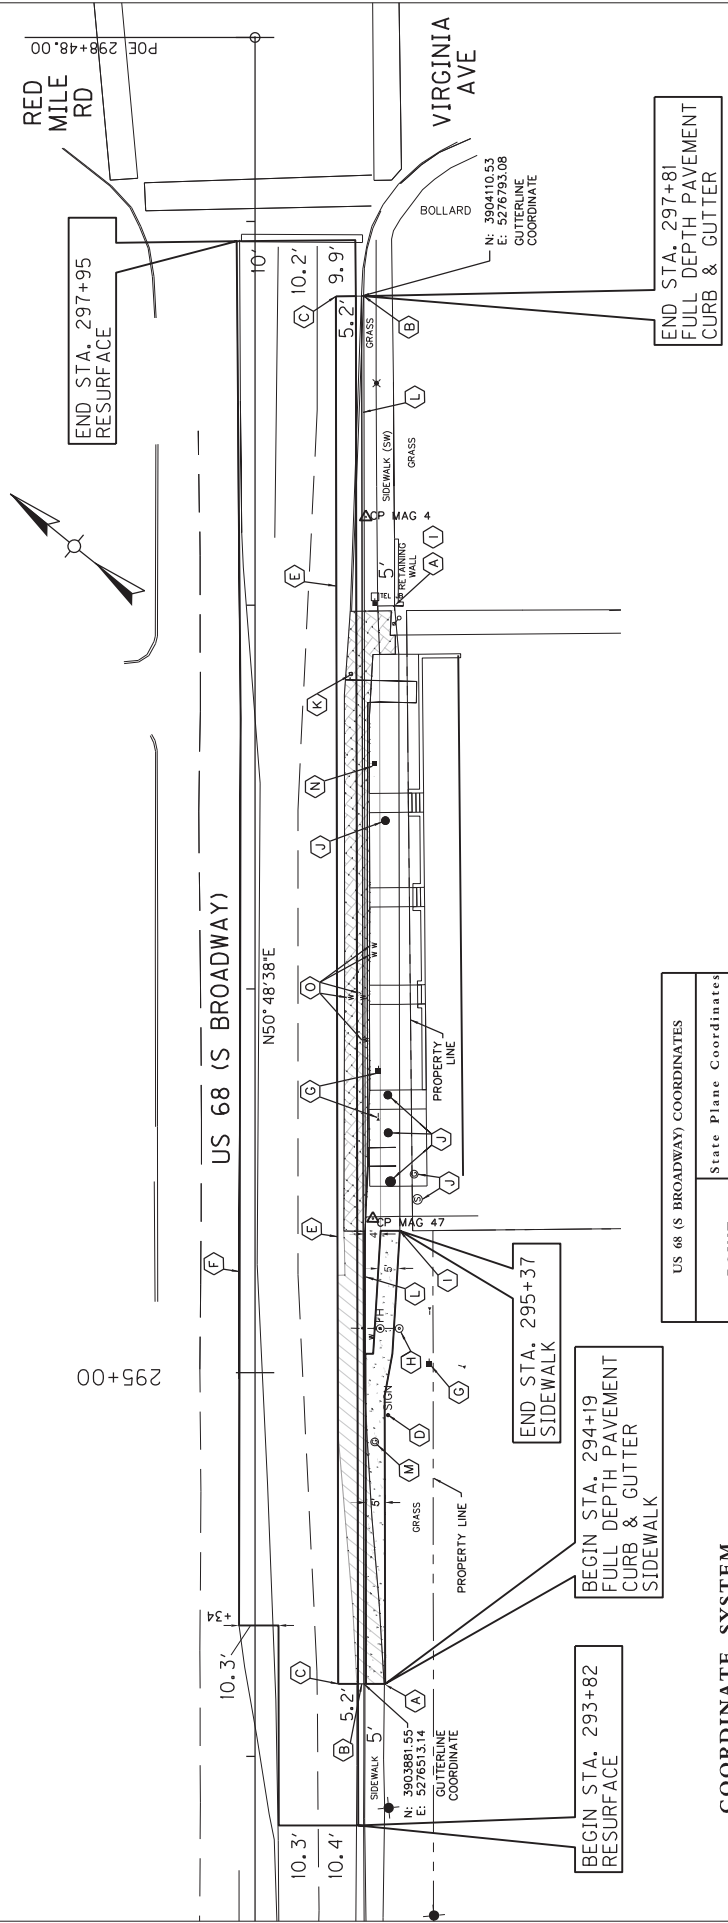 POE 298+48.00
RED
MILE
RD
VIRGINIA
AVE
END STA. 297+95
RESURFACE
10'
10.2'
9.9'
5.2'
C
B
BOLLARD
N: 3904110.53
E: 5276793.08
GUTTERLINE
COORDINATE
END STA. 297+81
FULL DEPTH PAVEMENT
CURB & GUTTER
GRASS
L
SIDEWALK (SW)
GRASS
CP MAG 4
I
A
5'
RETAINING
WALL
TEL
E
K
N
J
US 68 (S BROADWAY)
N50°48'38"E
O
W W
W
G
PROPERTY
LINE
J
J
S
CP MAG 47
4'
E
F
I
5'
L
295+00
FH
W
H
G
SIGN
D
M
END STA. 295+37
SIDEWALK
5'
GRASS
PROPERTY LINE
BEGIN STA. 294+19
FULL DEPTH PAVEMENT
CURB & GUTTER
SIDEWALK
+34
10.3'
C
A
B
5.2'
5'
SIDEWALK
N: 3903881.55
E: 5276513.14
GUTTERLINE
COORDINATE
10.3'
10.4'
BEGIN STA. 293+82
RESURFACE
US 68 (S BROADWAY) COORDINATES
State Plane Coordinates
COORDINATE SYSTEM